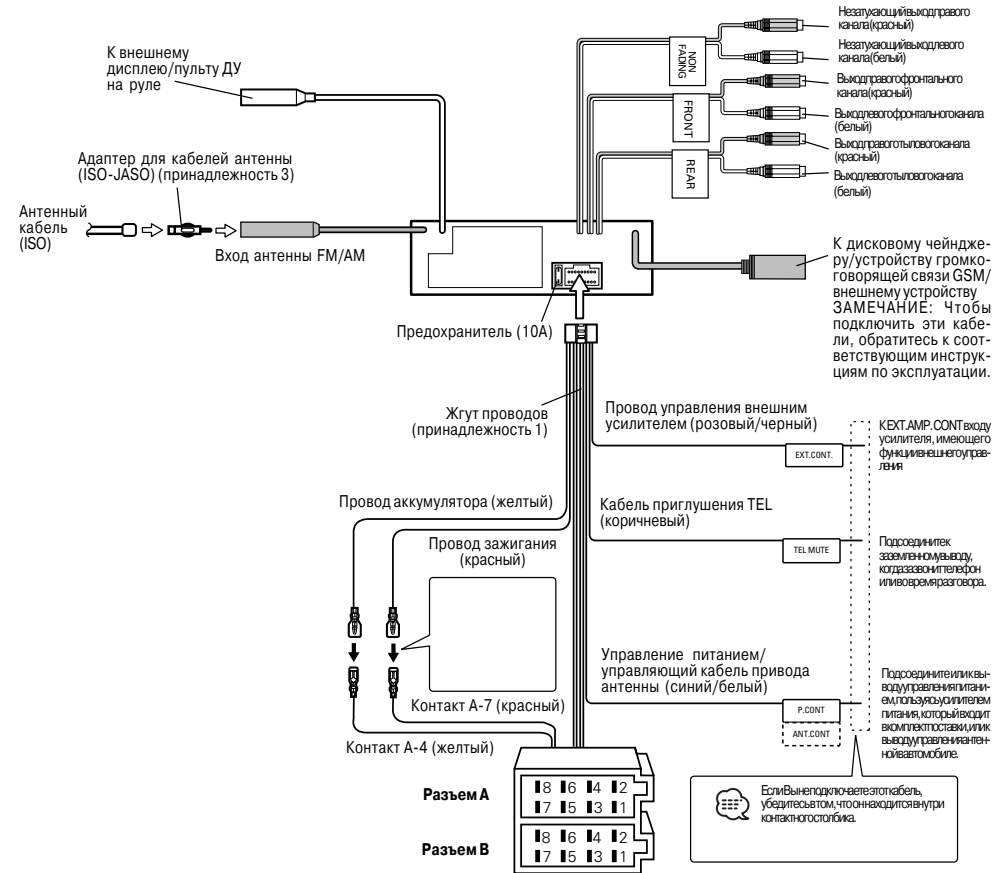 Незатухающий выход правого
канала (красный)
К внешнему
дисплею/пульту ДУ
на руле
Незатухающий выход левого
канала (белый)
NON
FADING
Выход правого фронтального
канала (красный)
FRONT
Выход левого фронтального канала
(белый)
Выход правого тылового канала
(красный)
REAR
Выход левого тылового канала
(белый)
Адаптер для кабелей антенны
(ISO-JASO) (принадлежность 3)
Антенный
кабель
(ISO)
Вход антенны FM/AM
К дисковому чейндже-
ру/устройству громко-
говорящей связи GSM/
внешнему устройству
ЗАМЕЧАНИЕ: Чтобы
подключить эти кабе-
ли, обратитесь к соот-
ветствующим инструк-
циям по эксплуатации.
Предохранитель (10A)
Жгут проводов
(принадлежность 1)
Провод управления внешним
усилителем (розовый/черный)
EXT.CONT.
К EXT.AMP.CONT входу
усилителя, имеющего
функции внешнего управ-
ления
Провод аккумулятора (желтый)
Кабель приглушения TEL
(коричневый)
TEL MUTE
Подсоедините к
заземленному выводу,
когда зазвонит телефон
или во время разговора.
Провод зажигания
(красный)
Управление питанием/
управляющий кабель привода
антенны (синий/белый)
P.CONT
ANT.CONT
Подсоедините или к вы-
воду управления питани-
ем, пользуясь усилителем
питания, который входит
в комплект поставки, или к
выводу управления антен-
ной в автомобиле.
Контакт А-7 (красный)
Контакт А-4 (желтый)
Разъем А
8 6 4 2
7 5 3 1
Разъем В
8 6 4 2
7 5 3 1
Если Вы не подключаете этот кабель,
убедитесь в том, что он находится внутри
контактного столбика.